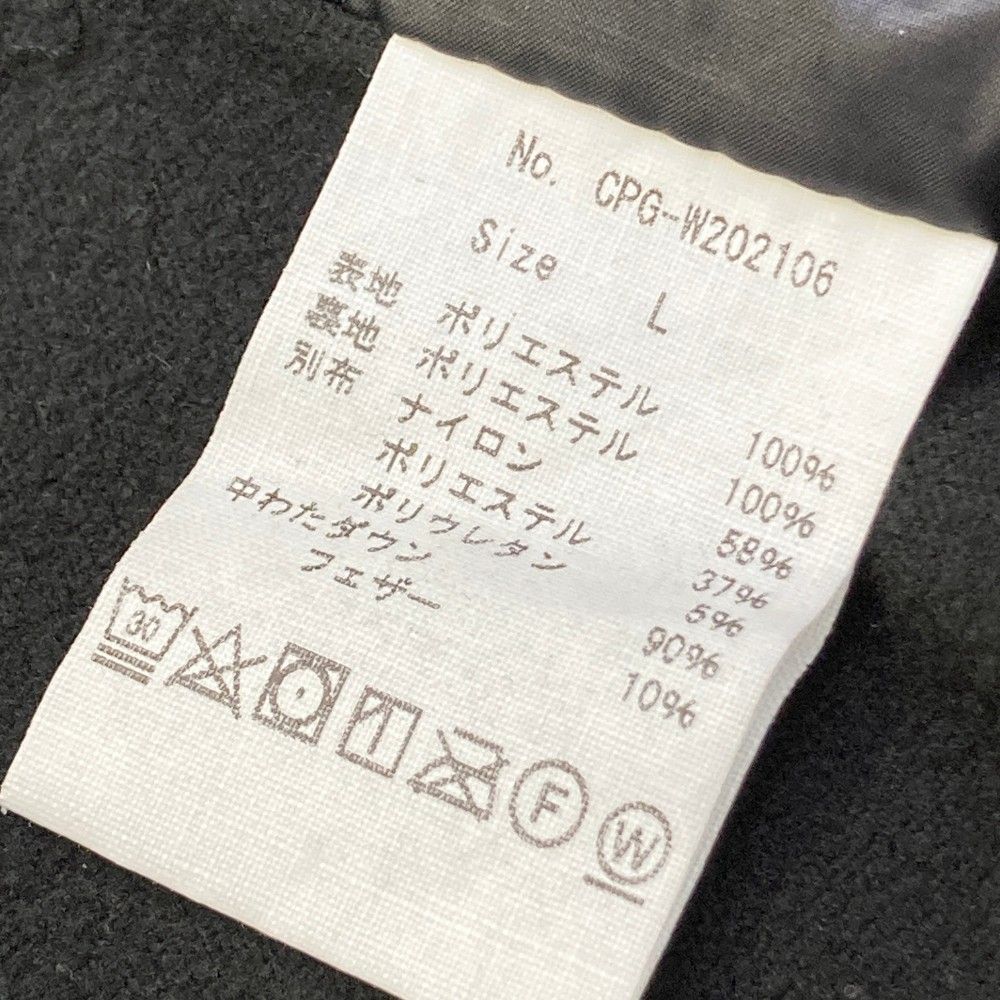 No. CPG-W202106
Size L
表地 ポリエステル 100%
裏地 ポリエステル 100%
別布 ナイロン 58%
ポリエステル 37%
ポリウレタン 5%
中わたダウン 90%
フェザー 10%
30
F
W